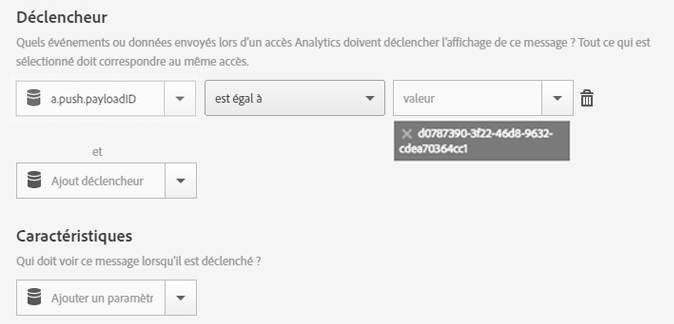 Déclencheur
Quels événements ou données envoyés lors d'un accès Analytics doivent déclencher l'affichage de ce message ? Tout ce qui est
sélectionné doit correspondre au même accès.
a.push.payloadID
est égal à
valeur
d0787390-3f22-46d8-9632-
cdea70364cc1
et
Ajout déclencheur
Caractéristiques
Qui doit voir ce message lorsqu'il est déclenché ?
Ajouter un paramètr